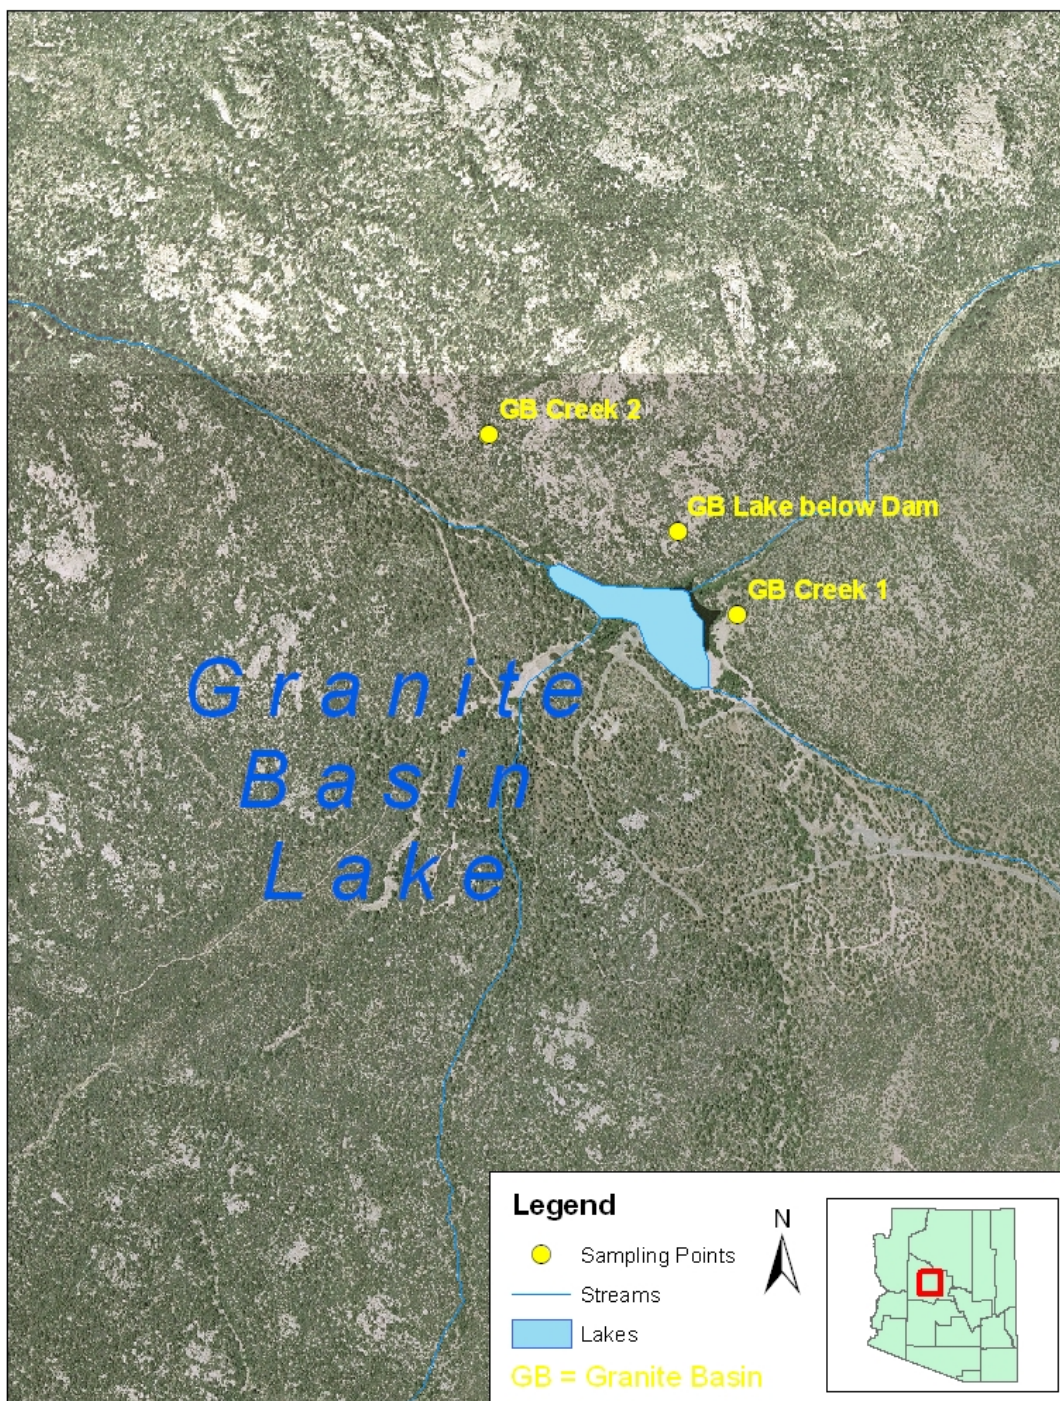 GB Creek 2
GB Lake below Dam
GB Creek 1
Granite
Basin
Lake
Legend
N
Sampling Points
Streams
Lakes
GB = Granite Basin